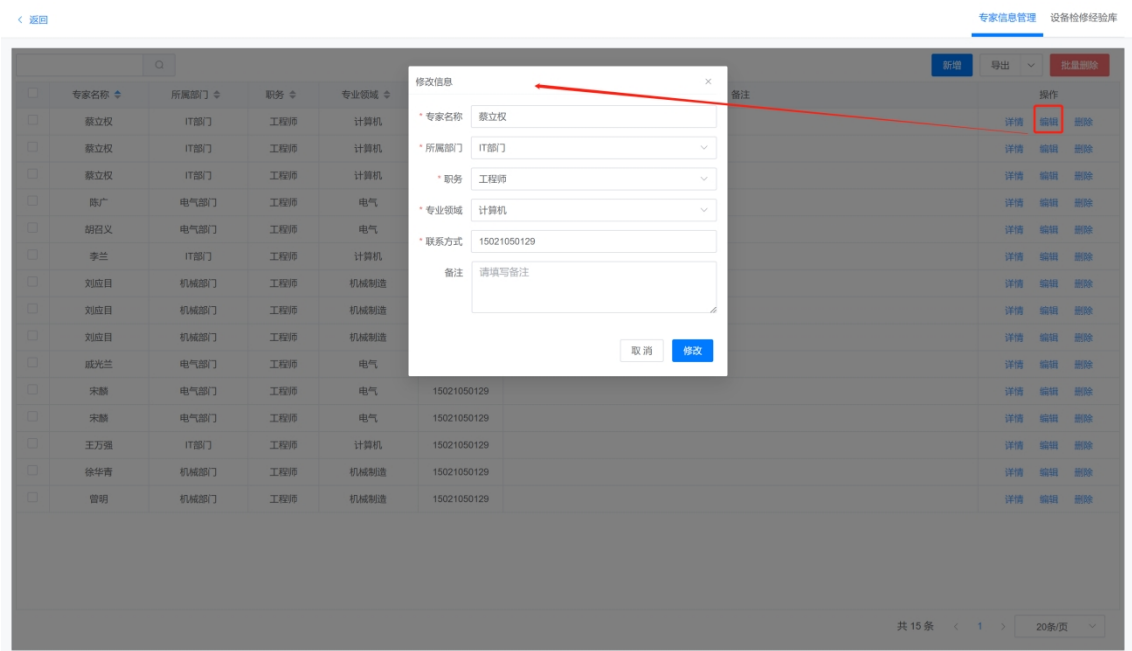 返回 专家信息管理 设备检修经验库
新增 导出 批量删除
修改信息
专家名称 所属部门 职务 专业领域 备注 操作
* 专家名称 蔡立权
蔡立权 IT部门 工程师 计算机 详情 编辑 删除
* 所属部门 IT部门
蔡立权 IT部门 工程师 计算机 详情 编辑 删除
* 职务 工程师
蔡立权 IT部门 工程师 计算机 详情 编辑 删除
* 专业领域 计算机
陈广 电气部门 工程师 电气 详情 编辑 删除
胡召义 电气部门 工程师 电气 详情 编辑 删除
* 联系方式 15021050129
李兰 IT部门 工程师 计算机 详情 编辑 删除
备注 请填写备注
刘应目 机械部门 工程师 机械制造 详情 编辑 删除
刘应目 机械部门 工程师 机械制造 详情 编辑 删除
刘应目 机械部门 工程师 机械制造 详情 编辑 删除
取消 修改
戚光兰 电气部门 工程师 电气 详情 编辑 删除
宋麟 电气部门 工程师 电气 15021050129 详情 编辑 删除
宋麟 电气部门 工程师 电气 15021050129 详情 编辑 删除
王万强 IT部门 工程师 计算机 15021050129 详情 编辑 删除
徐华青 机械部门 工程师 机械制造 15021050129 详情 编辑 删除
曾明 机械部门 工程师 机械制造 15021050129 详情 编辑 删除
共 15 条 1 20条/页